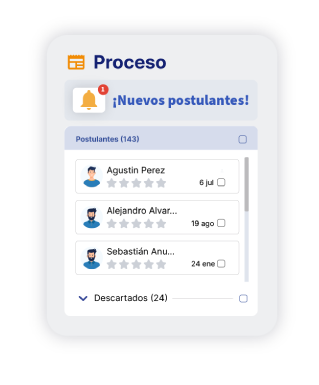 Proceso
1
¡Nuevos postulantes!
Postulantes (143)
Agustin Perez
6 jul
Alejandro Alvar...
19 ago
Sebastián Anu...
24 ene
Descartados (24)